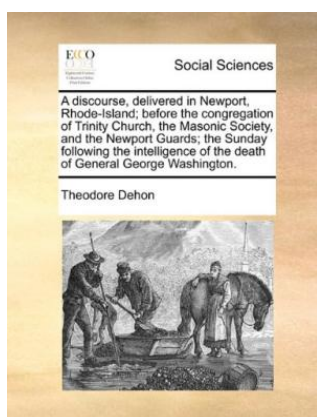 ECCO
Social Sciences
A discourse, delivered in Newport,
Rhode-Island; before the congregation
of Trinity Church, the Masonic Society,
and the Newport Guards; the Sunday
following the intelligence of the death
of General George Washington.
Theodore Dehon